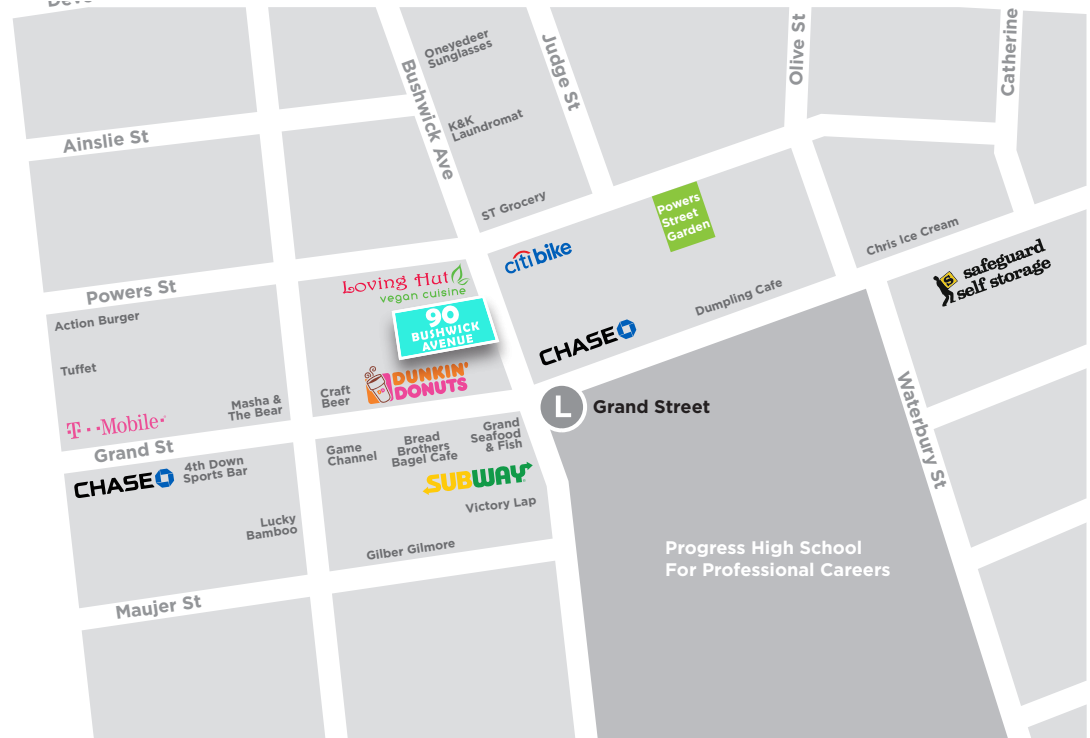 Oneyedeer
Sunglasses
Judge St
Olive St
Catherine
Bushwick Ave
K&K
Laundromat
Ainslie St
ST Grocery
Powers
Street
Garden
Chris Ice Cream
citibike
safeguard
self storage
S
Loving Hut
vegan cuisine
Powers St
Action Burger
90
BUSHWICK
AVENUE
Dumpling Cafe
CHASE
Tuffet
DUNKIN'
DONUTS
Craft
Beer
Masha &
The Bear
T··Mobile·
L
Grand Street
Waterbury St
Grand St
Game
Channel
Bread
Brothers
Bagel Cafe
Grand
Seafood
& Fish
CHASE
4th Down
Sports Bar
SUBWAY
Victory Lap
Lucky
Bamboo
Gilber Gilmore
Progress High School
For Professional Careers
Maujer St